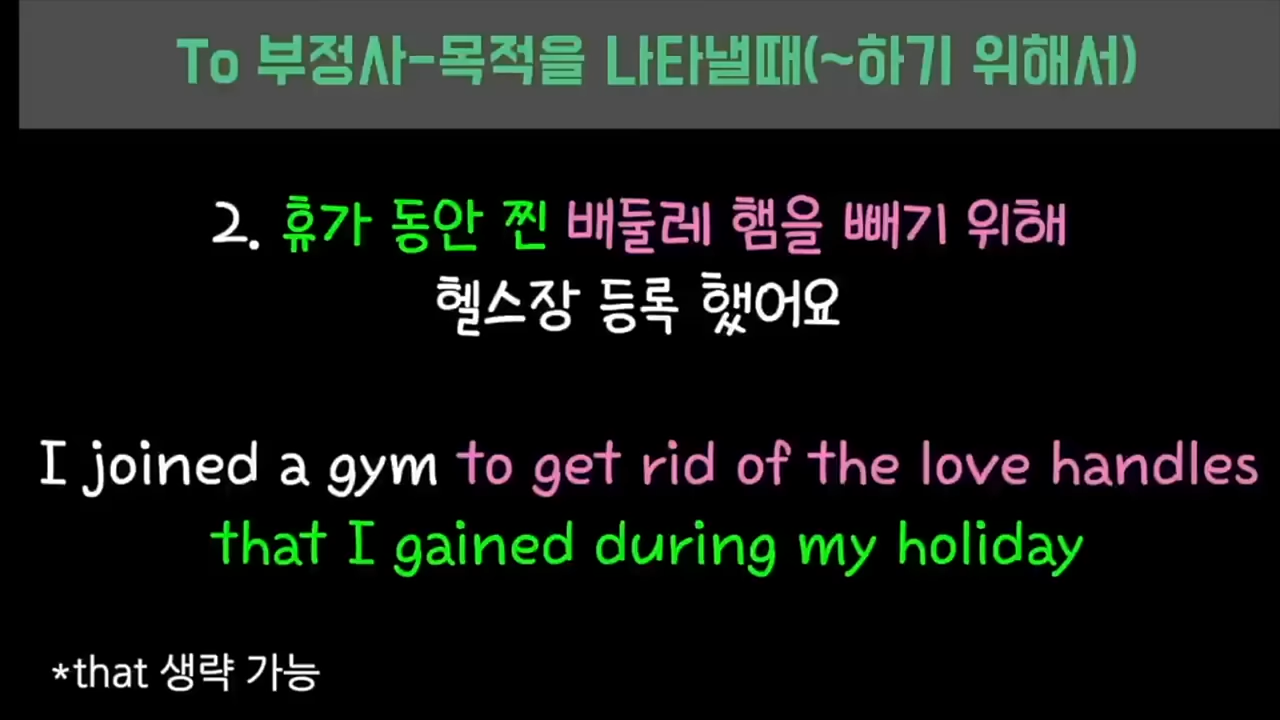 To 부정사-목적을 나타낼때(~하기 위해서)
2. 휴가 동안 찐 배둘레 햄을 빼기 위해
헬스장 등록 했어요
I joined a gym to get rid of the love handles
that I gained during my holiday
*that 생략 가능